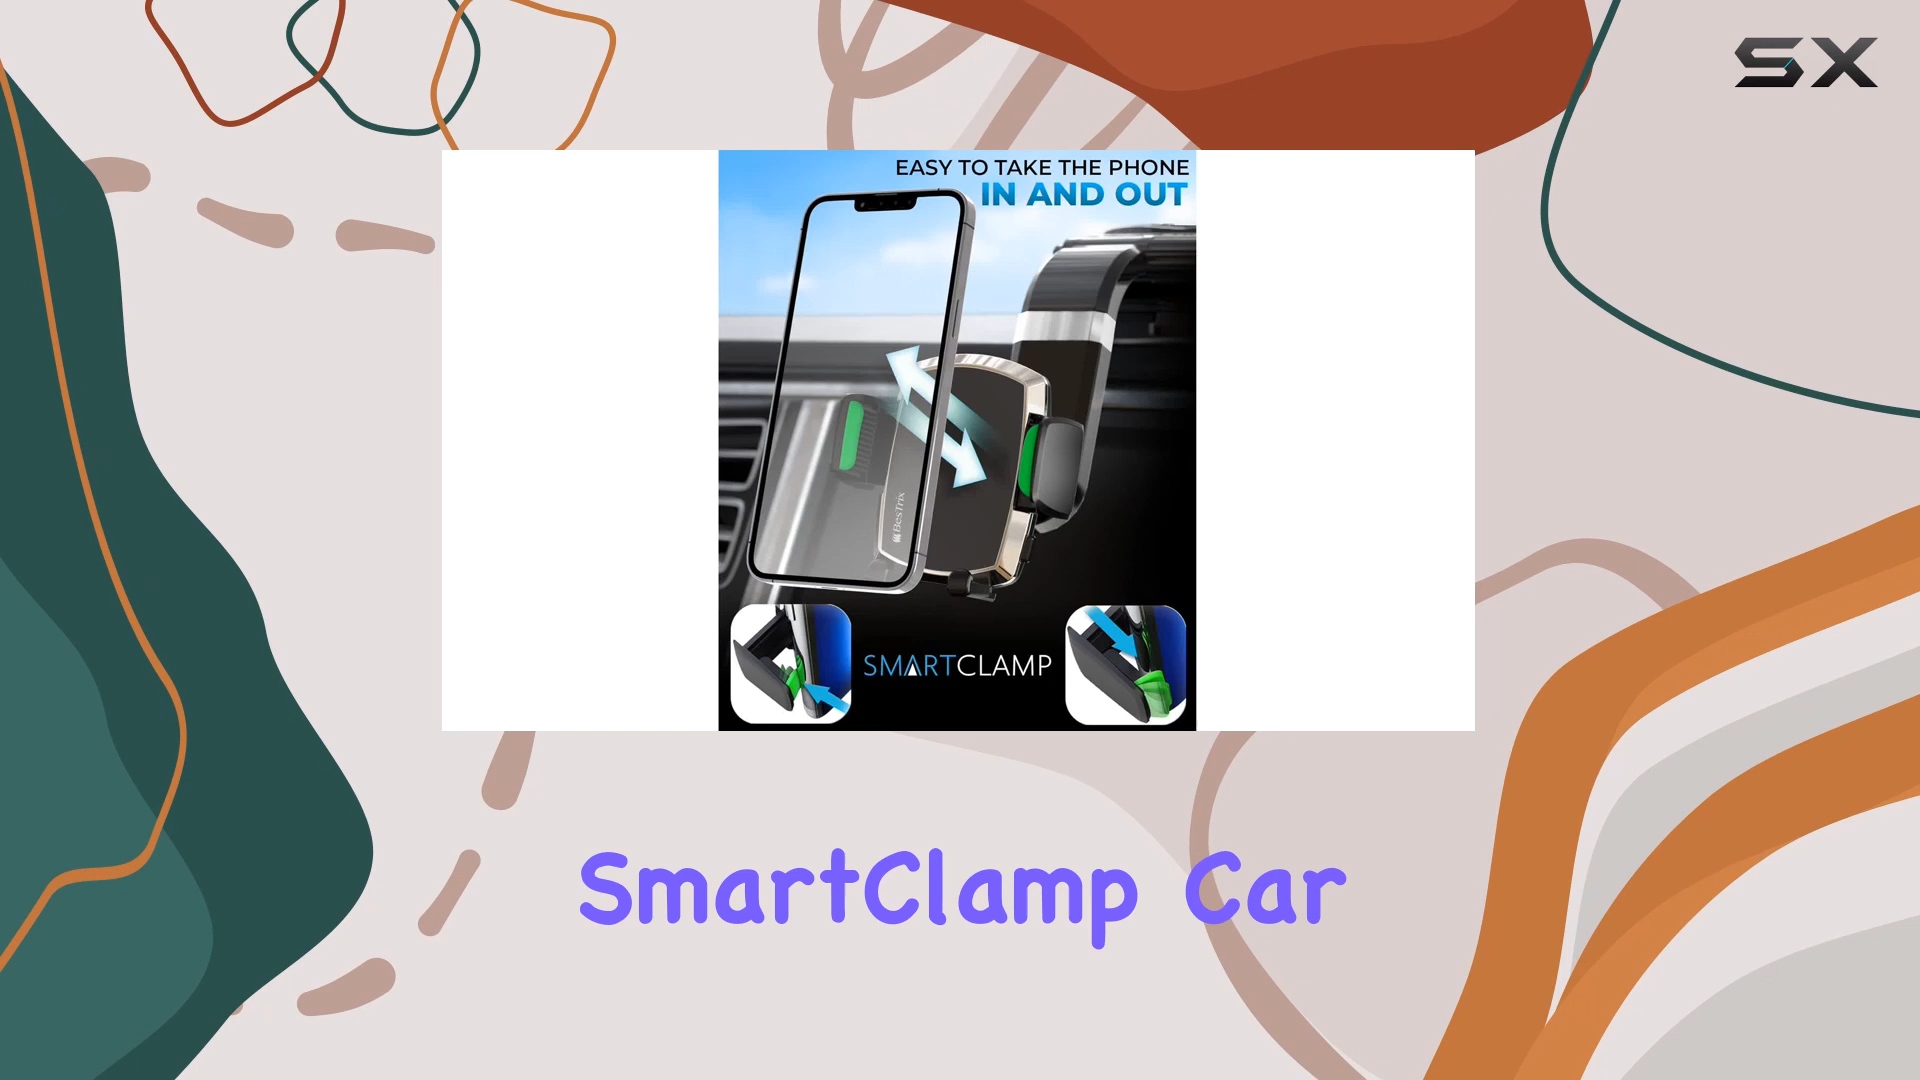 SX
EASY TO TAKE THE PHONE
IN AND OUT
BesTrix
SMARTCLAMP
SmartClamp Car